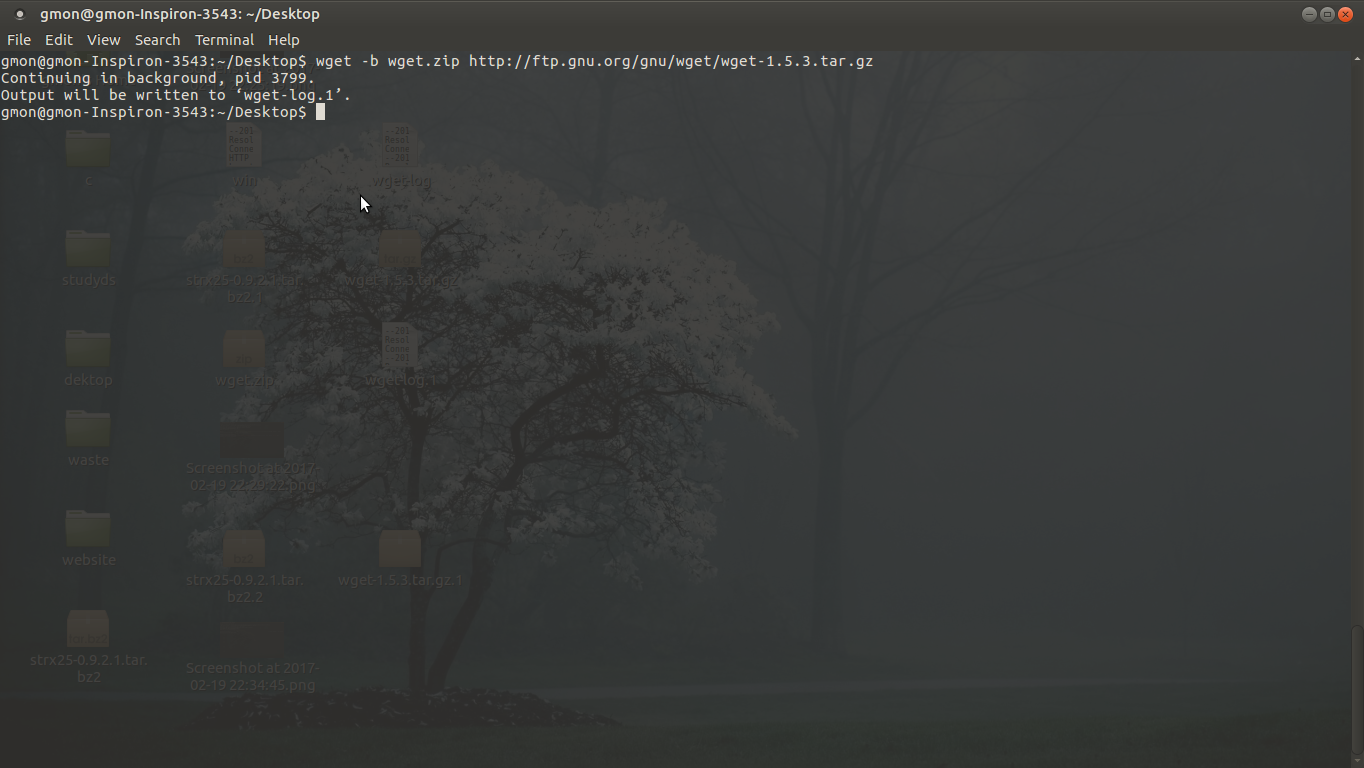 gmon@gmon-Inspiron-3543: ~/Desktop
File Edit View Search Terminal Help
gmon@gmon-Inspiron-3543:~/Desktop$ wget -b wget.zip http://ftp.gnu.org/gnu/wget/wget-1.5.3.tar.gz
Continuing in background, pid 3799.
Output will be written to ‘wget-log.1’.
gmon@gmon-Inspiron-3543:~/Desktop$
c
win
wget-log
studyds
strx25-0.9.2.1.tar.
bz2.1
wget-1.5.3.tar.gz
dektop
wget.zip
wget-log.1
waste
Screenshot at 2017-
02-19 22:29:22.png
website
strx25-0.9.2.1.tar.
bz2.2
wget-1.5.3.tar.gz.1
strx25-0.9.2.1.tar.
bz2
Screenshot at 2017-
02-19 22:34:45.png